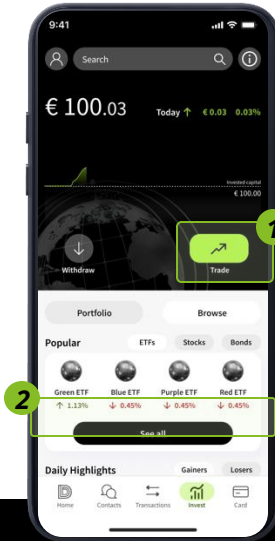 9:41
Search
€ 100.03 Today ↑ € 0.03 0.03%
Invested capital
€ 100.00
1
Withdraw Trade
Portfolio Browse
Popular ETFs Stocks Bonds
Green ETF Blue ETF Purple ETF Red ETF
2
↑ 1.13% ↓ 0.45% ↓ 0.45% ↓ 0.45%
See all
Daily Highlights Gainers Losers
Home Contacts Transactions Invest Card